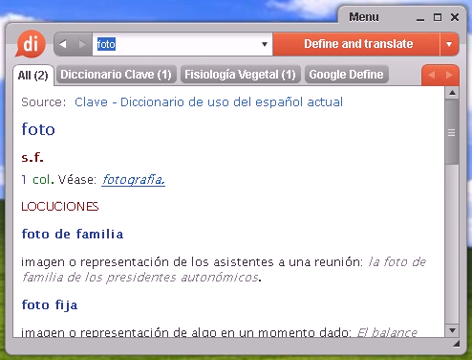 Menu
di
foto
Define and translate
All (2)
Diccionario Clave (1)
Fisiología Vegetal (1)
Google Define
Source: Clave - Diccionario de uso del español actual
foto
s.f.
1 col. Véase: fotografía.
LOCUCIONES
foto de familia
imagen o representación de los asistentes a una reunión: la foto de
familia de los presidentes autonómicos.
foto fija
imagen o representación de algo en un momento dado: El balance